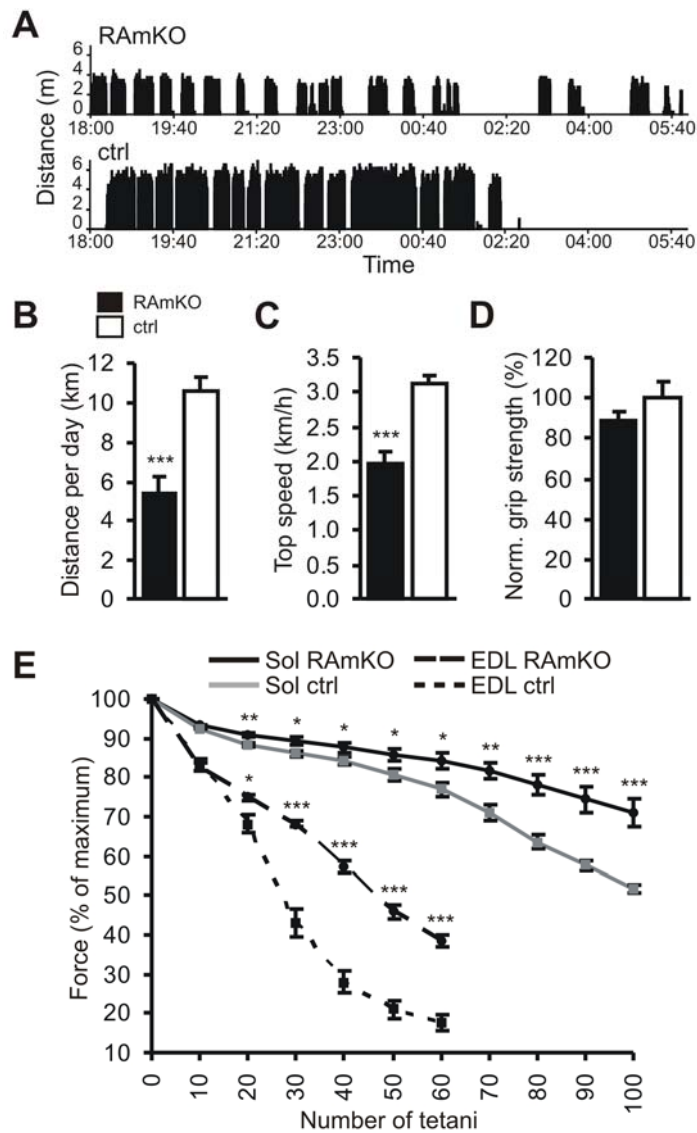 A
RAmKO
Distance (m)
6
4
2
0
18:00 19:40 21:20 23:00 00:40 02:20 04:00 05:40
ctrl
6
4
2
0
18:00 19:40 21:20 23:00 00:40 02:20 04:00 05:40
Time
RAmKO
ctrl
B
Distance per day (km)
12
10
8
6
4
2
0
***
C
Top speed (km/h)
3.5
3.0
2.5
2.0
1.5
1.0
0.5
0.0
***
D
Norm. grip strength (%)
120
100
80
60
40
20
0
E
Sol RAmKO EDL RAmKO
Sol ctrl EDL ctrl
Force (% of maximum)
100
90
80
70
60
50
40
30
20
10
** * * * * ** *** *** ***
* *** *** *** ***
0 10 20 30 40 50 60 70 80 90 100
Number of tetani